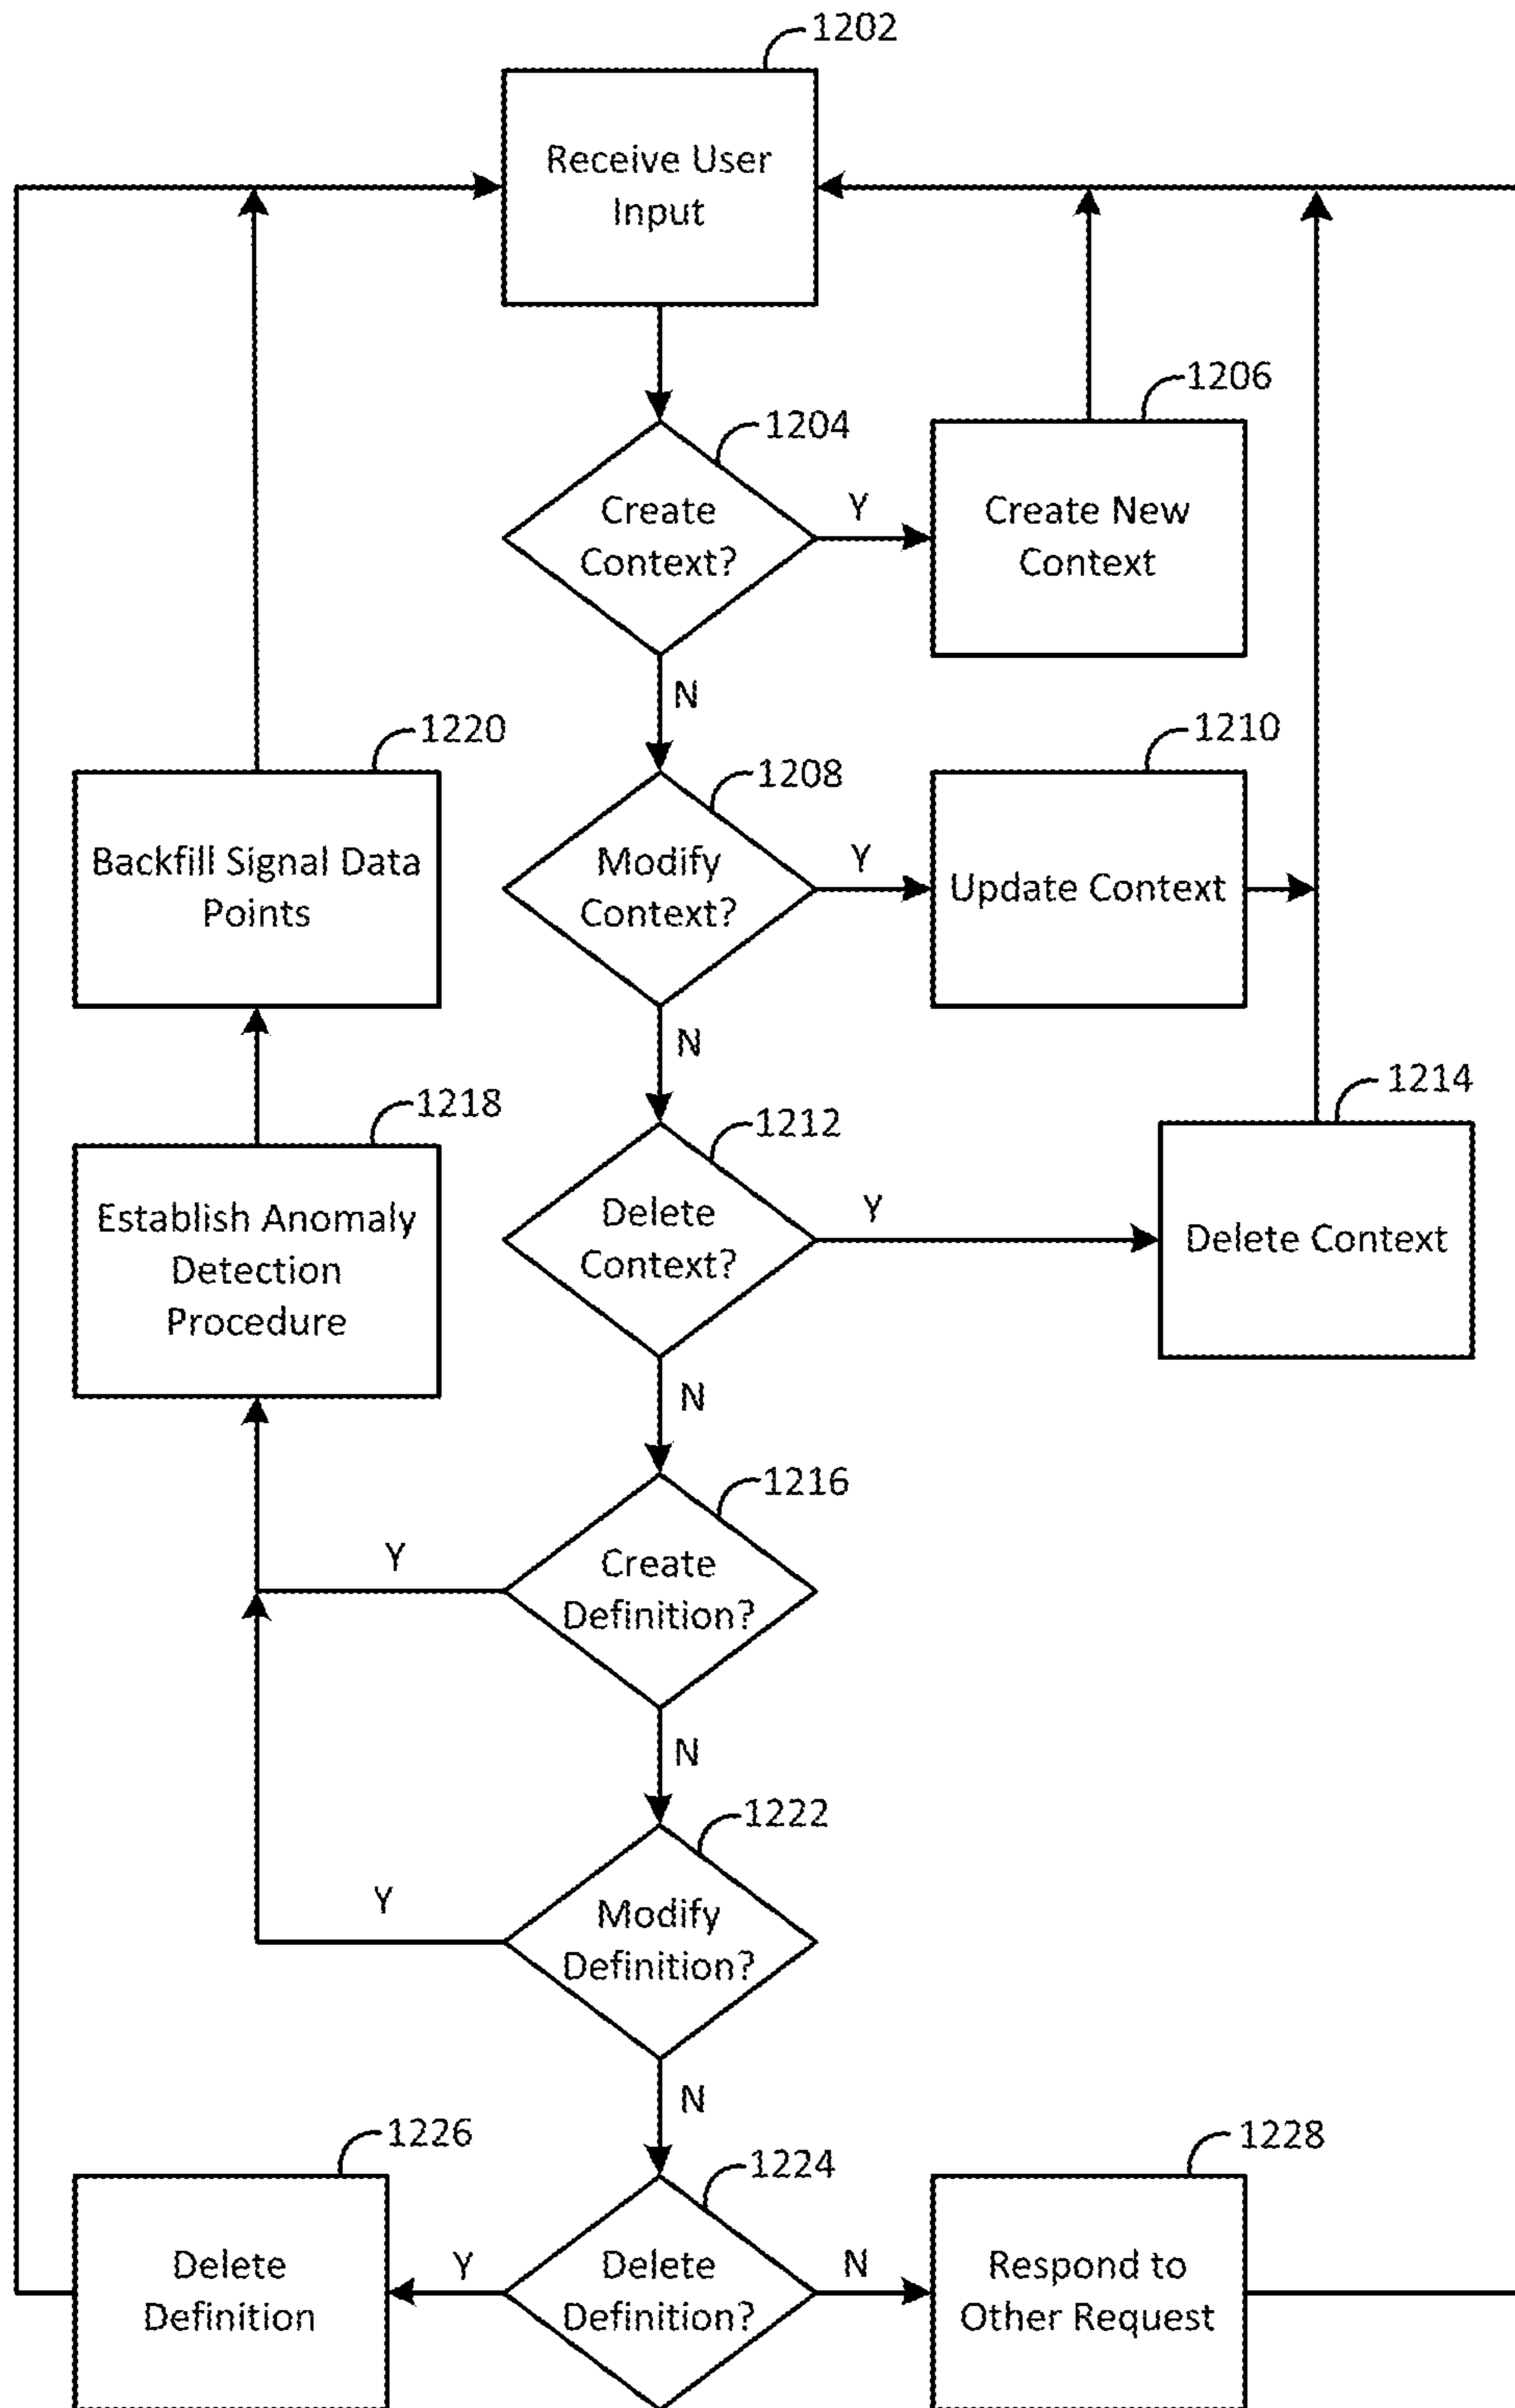 1202
Receive User
Input
1206
1204
Create
Context?
Y
Create New
Context
N
1220
1210
1208
Backfill Signal Data
Points
Modify
Context?
Y
Update Context
N
1218
1212
1214
Establish Anomaly
Detection
Procedure
Delete
Context?
Y
Delete Context
N
1216
Y
Create
Definition?
N
1222
Y
Modify
Definition?
N
1226
1224
1228
Delete
Definition
Y
Delete
Definition?
N
Respond to
Other Request